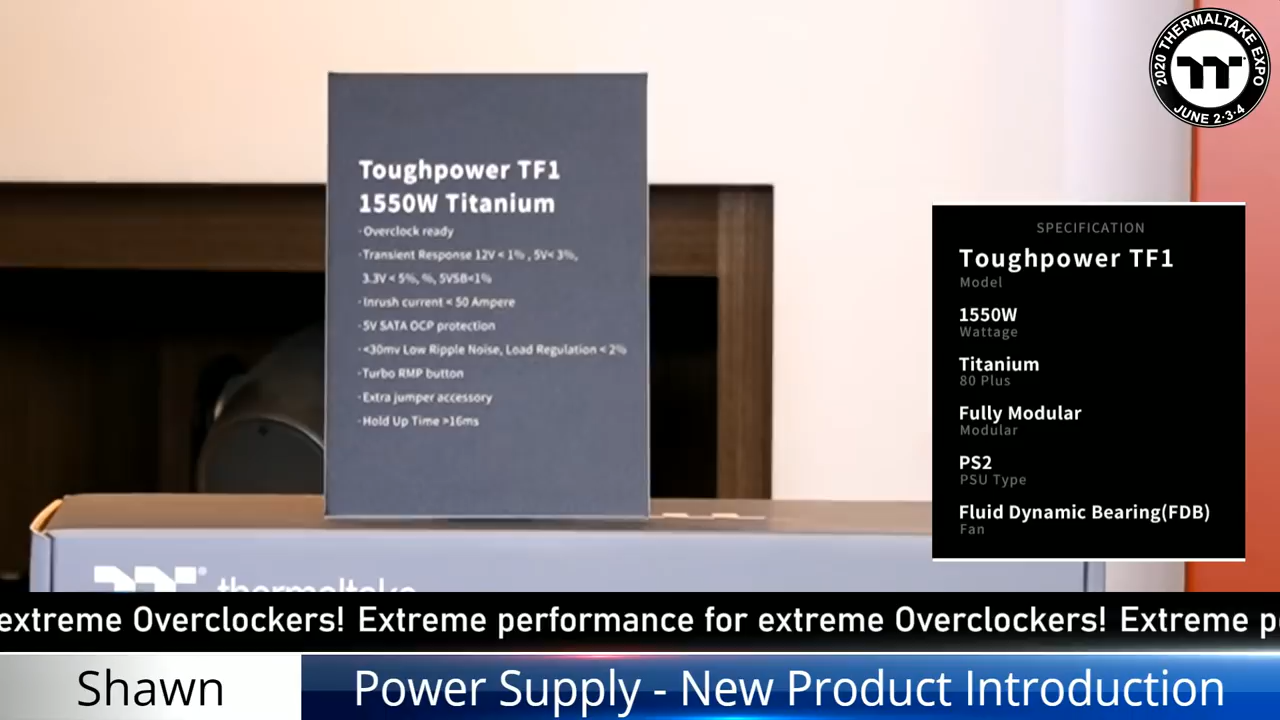 2020 THERMALTAKE EXPO
JUNE 2·3·4
Toughpower TF1
1550W Titanium
·Overclock ready
·Transient Response 12V < 1% , 5V< 3%,
3.3V < 5%, %, 5VSB<1%
·Inrush current < 50 Ampere
·5V SATA OCP protection
·<30mv Low Ripple Noise, Load Regulation < 2%
·Turbo RMP button
·Extra jumper accessory
·Hold Up Time >16ms
thermaltake
SPECIFICATION
Toughpower TF1
Model
1550W
Wattage
Titanium
80 Plus
Fully Modular
Modular
PS2
PSU Type
Fluid Dynamic Bearing(FDB)
Fan
extreme Overclockers! Extreme performance for extreme Overclockers! Extreme p
Shawn
Power Supply - New Product Introduction